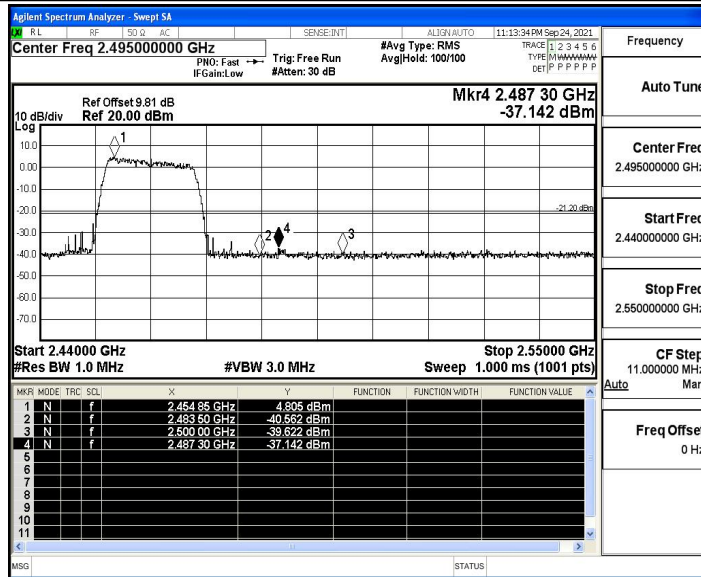 Agilent Spectrum Analyzer - Swept SA
LXI RL RF 50 Ω AC SENSE:INT ALIGN AUTO 11:13:34 PM Sep 24, 2021
Center Freq 2.495000000 GHz
PNO: Fast
IFGain:Low
Trig: Free Run
#Atten: 30 dB
#Avg Type: RMS
Avg|Hold: 100/100
TRACE 1 2 3 4 5 6
TYPE M WWWWW
DET P P P P P P
Ref Offset 9.81 dB
10 dB/div Ref 20.00 dBm
Mkr4 2.487 30 GHz
-37.142 dBm
Log
10.0
0.00
-10.0
-20.0
-30.0
-40.0
-50.0
-60.0
-70.0
1
2
4
3
-21.20 dBm
Start 2.44000 GHz Stop 2.55000 GHz
#Res BW 1.0 MHz #VBW 3.0 MHz Sweep 1.000 ms (1001 pts)
MKR MODE TRC SCL X Y FUNCTION FUNCTION WIDTH FUNCTION VALUE
1 N f 2.454 85 GHz 4.805 dBm
2 N f 2.483 50 GHz -40.562 dBm
3 N f 2.500 00 GHz -39.622 dBm
4 N f 2.487 30 GHz -37.142 dBm
5
6
7
8
9
10
11
MSG STATUS
Frequency
Auto Tune
Center Freq
2.495000000 GHz
Start Freq
2.440000000 GHz
Stop Freq
2.550000000 GHz
CF Step
11.000000 MHz
Auto Man
Freq Offset
0 Hz